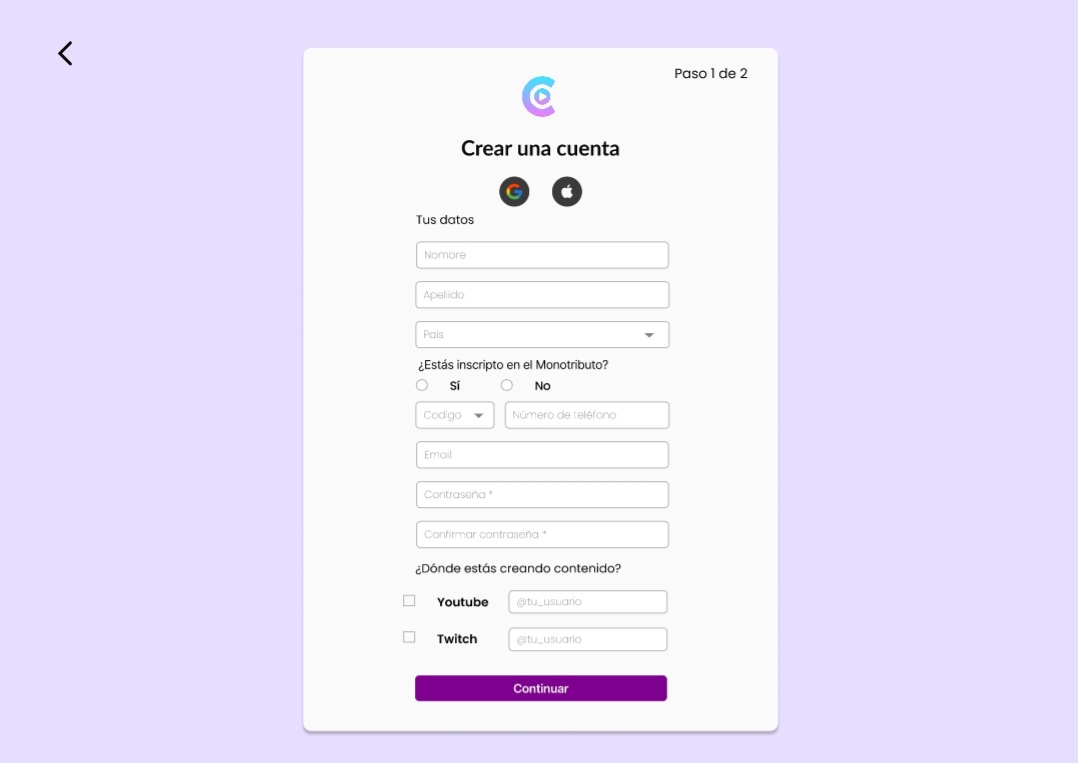 Paso 1 de 2
Crear una cuenta
Tus datos
Nombre
Apellido
País
¿Estás inscripto en el Monotributo?
Sí No
Codigo Número de teléfono
Email
Contraseña *
Confirmar contraseña *
¿Dónde estás creando contenido?
Youtube @tu_usuario
Twitch @tu_usuario
Continuar